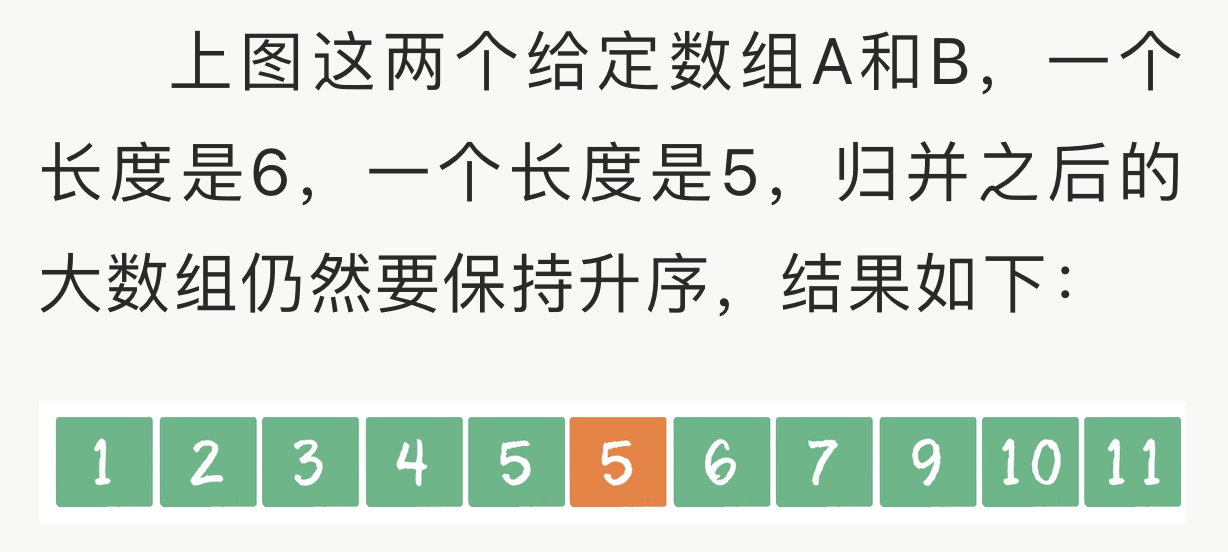 上图这两个给定数组A和B，一个
长度是6，一个长度是5，归并之后的
大数组仍然要保持升序，结果如下：
1 2 3 4 5 5 6 7 9 10 11